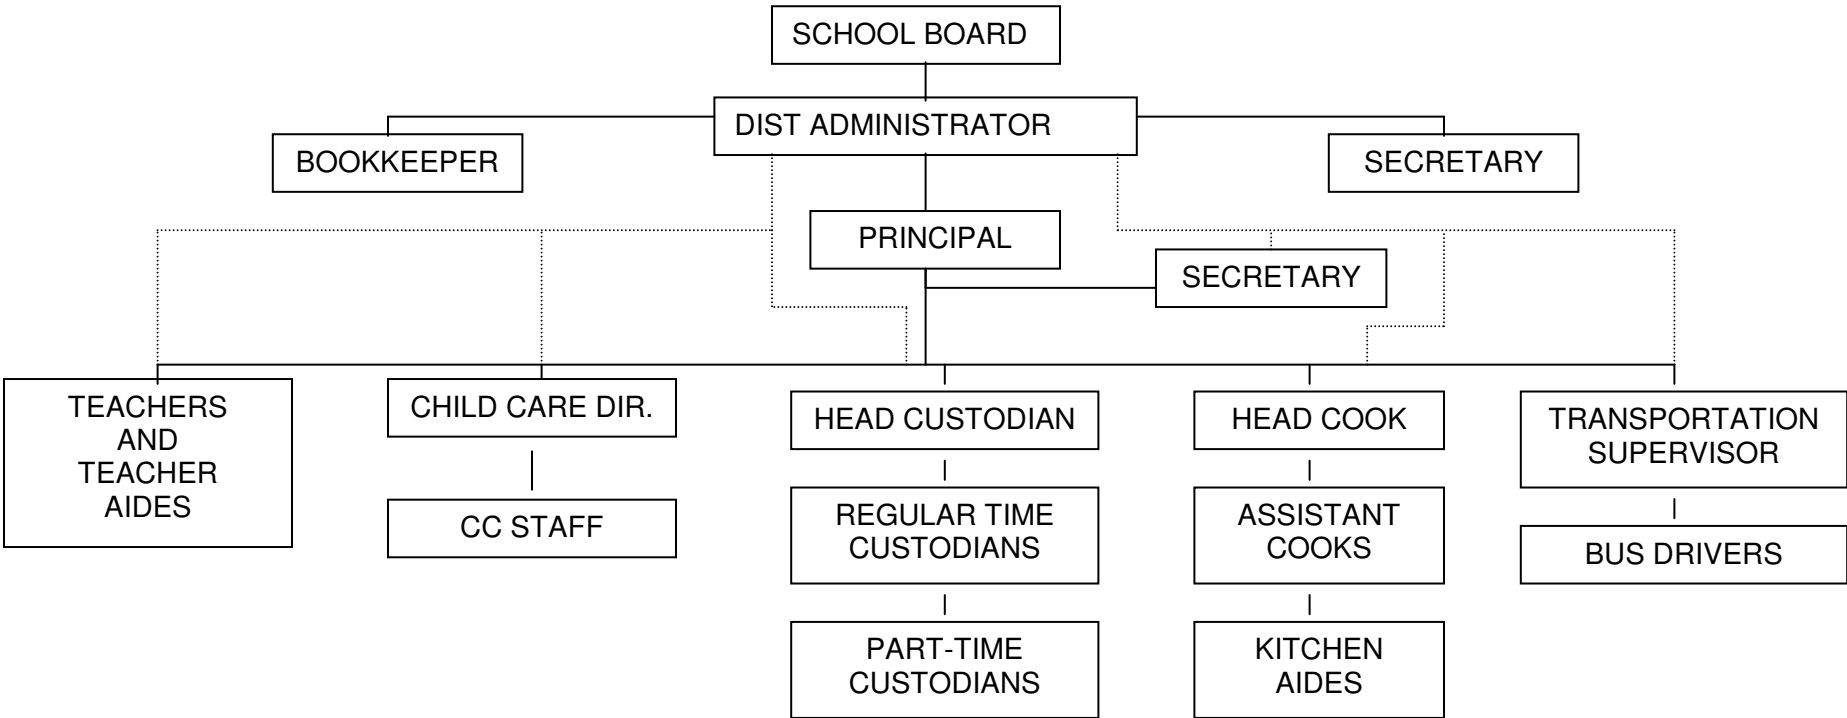 SCHOOL BOARD
DIST ADMINISTRATOR
BOOKKEEPER
SECRETARY
PRINCIPAL
SECRETARY
TEACHERS
AND
TEACHER
AIDES
CHILD CARE DIR.
CC STAFF
HEAD CUSTODIAN
REGULAR TIME
CUSTODIANS
PART-TIME
CUSTODIANS
HEAD COOK
ASSISTANT
COOKS
KITCHEN
AIDES
TRANSPORTATION
SUPERVISOR
BUS DRIVERS